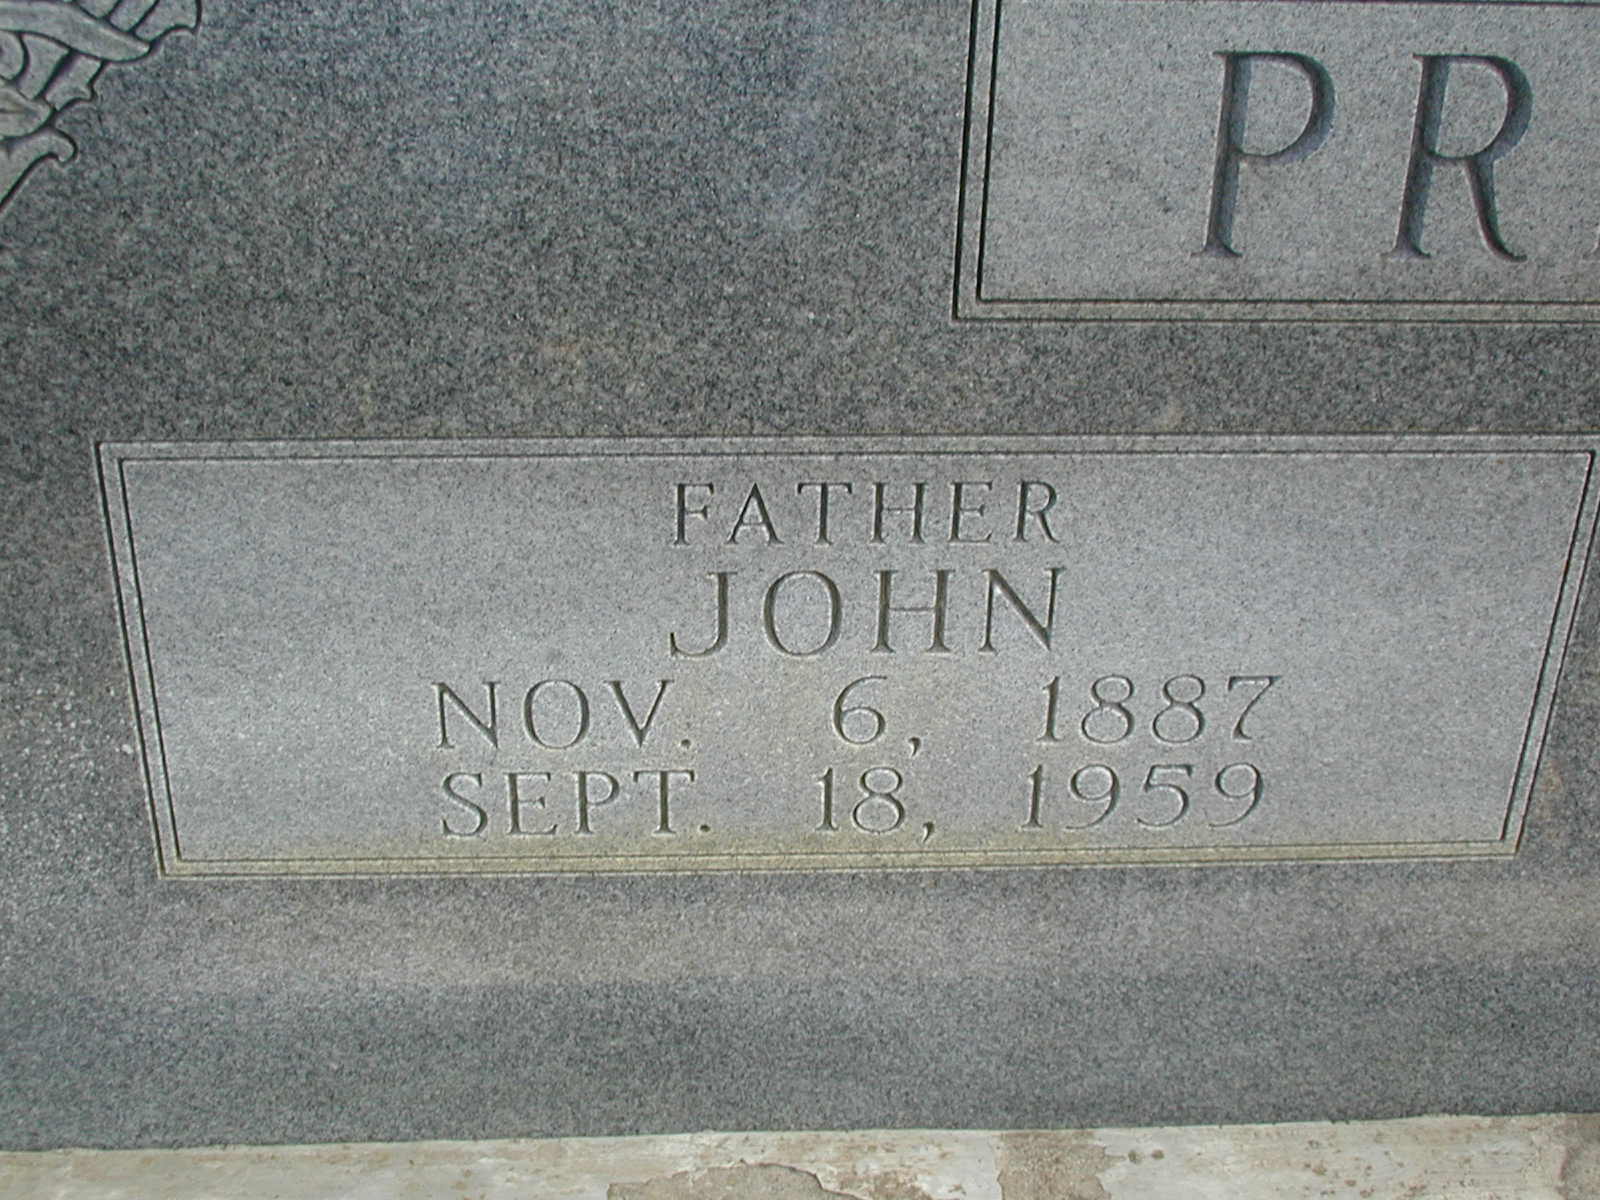 PR
FATHER
JOHN
NOV. 6, 1887
SEPT. 18, 1959